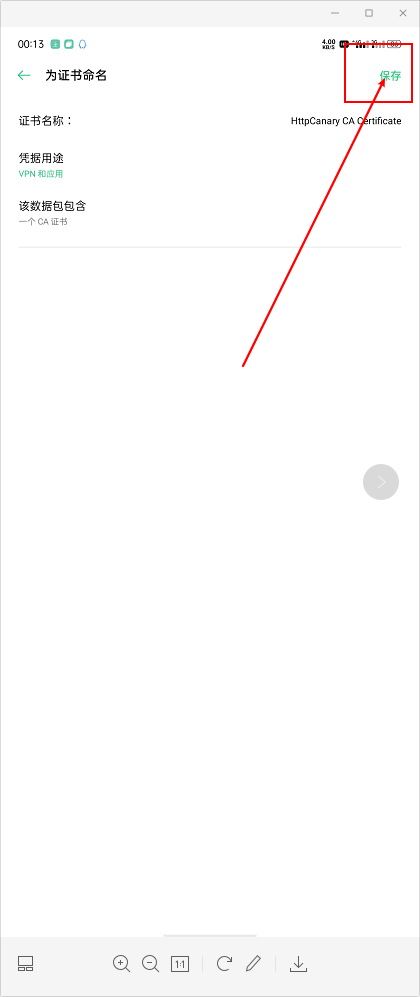 00:13
4.00
KB/S
为证书命名
保存
证书名称：
HttpCanary CA Certificate
凭据用途
VPN 和应用
该数据包包含
一个 CA 证书
1:1